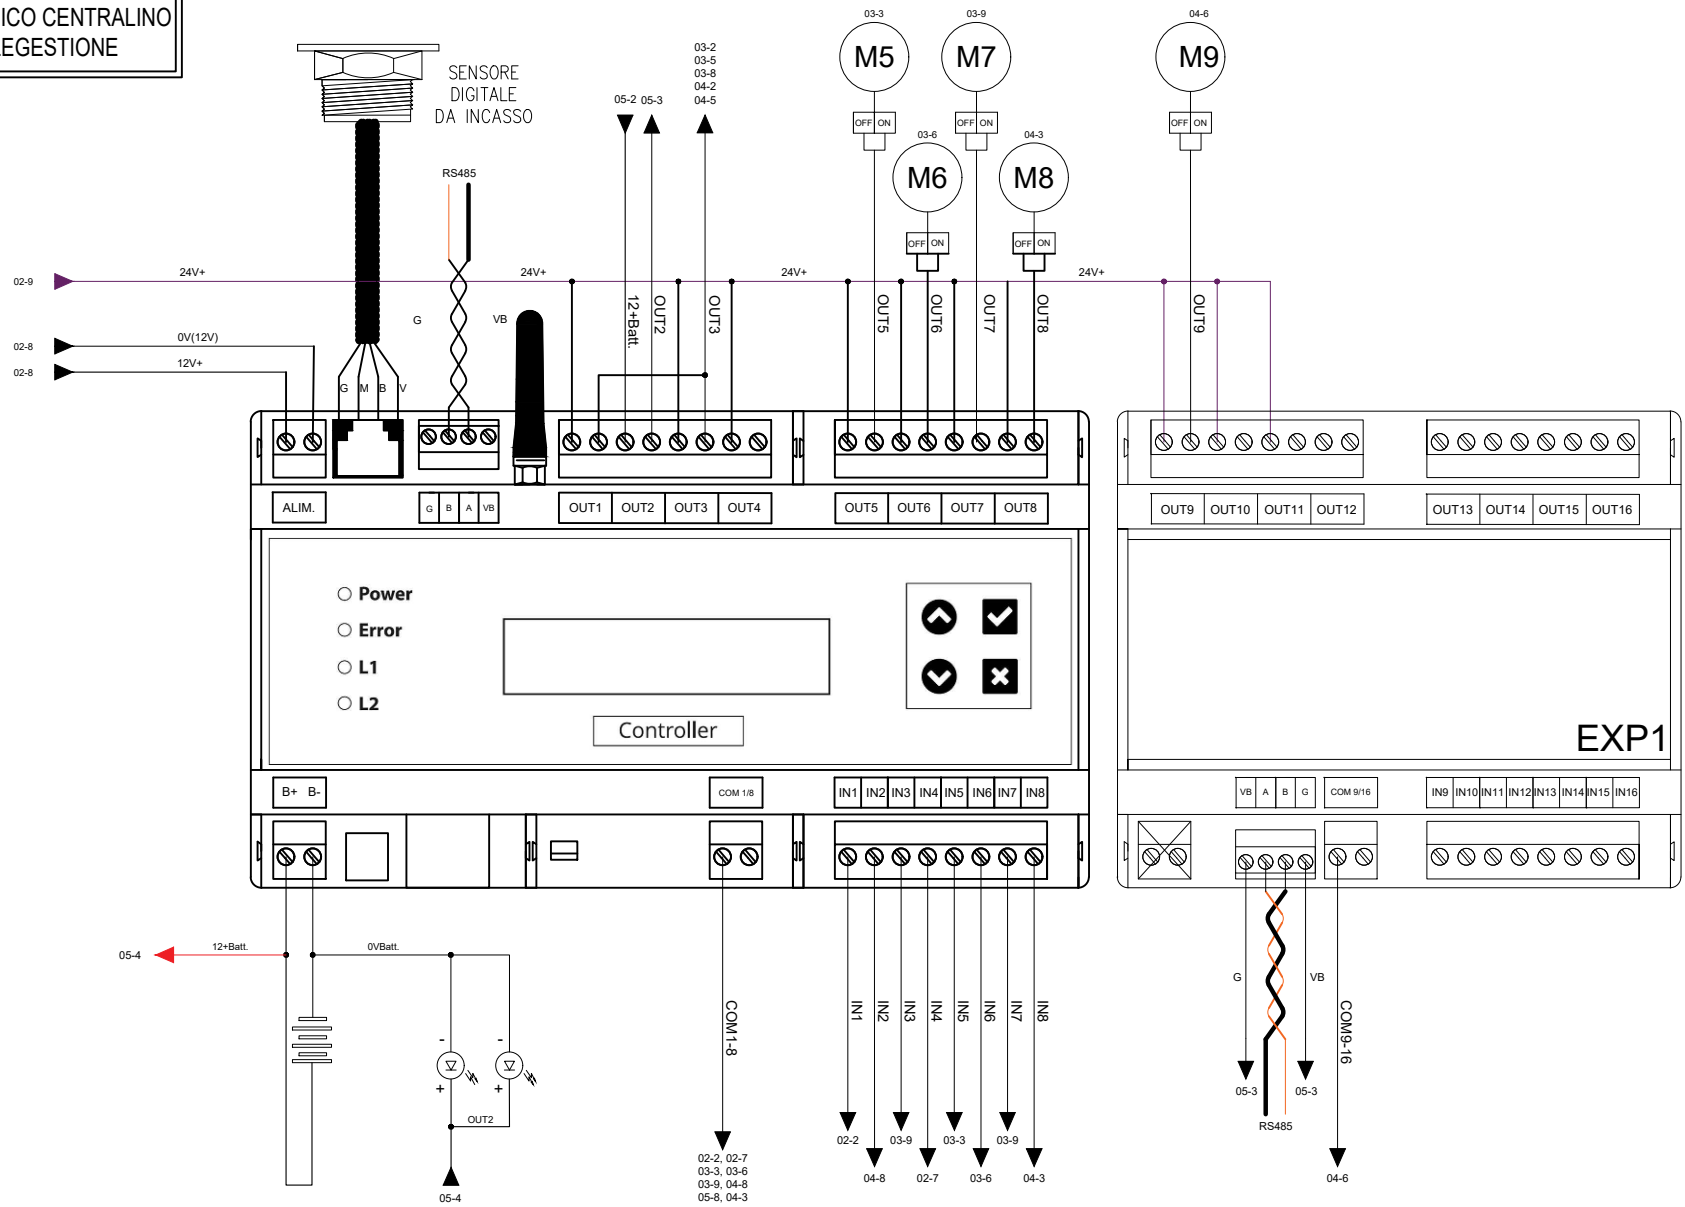 ICO CENTRALINO
EGESTIONE
SENSORE
DIGITALE
DA INCASSO
RS485
05-2 05-3
03-2
03-5
03-8
04-2
04-5
03-3
M5
OFF ON
03-9
M7
OFF ON
04-6
M9
OFF ON
03-6
M6
OFF ON
04-3
M8
OFF ON
02-9
24V+
24V+
24V+
24V+
02-8
0V(12V)
02-8
12V+
G
VB
12+Batt.
OUT2
OUT3
OUT5
OUT6
OUT7
OUT8
OUT9
G M B V
ALIM.
G B A VB
OUT1 OUT2 OUT3 OUT4
OUT5 OUT6 OUT7 OUT8
OUT9 OUT10 OUT11 OUT12
OUT13 OUT14 OUT15 OUT16
Power
Error
L1
L2
Controller
EXP1
B+ B-
COM 1/8
IN1 IN2 IN3 IN4 IN5 IN6 IN7 IN8
VB A B G
COM 9/16
IN9 IN10 IN11 IN12 IN13 IN14 IN15 IN16
05-4
12+Batt.
0VBatt.
- -
+ +
OUT2
05-4
COM1-8
02-2, 02-7
03-3, 03-6
03-9, 04-8
05-8, 04-3
IN1
IN2
IN3
IN4
IN5
IN6
IN7
IN8
02-2
03-9
03-3
03-9
04-8
02-7
03-6
04-3
G
VB
COM9-16
05-3
05-3
RS485
04-6